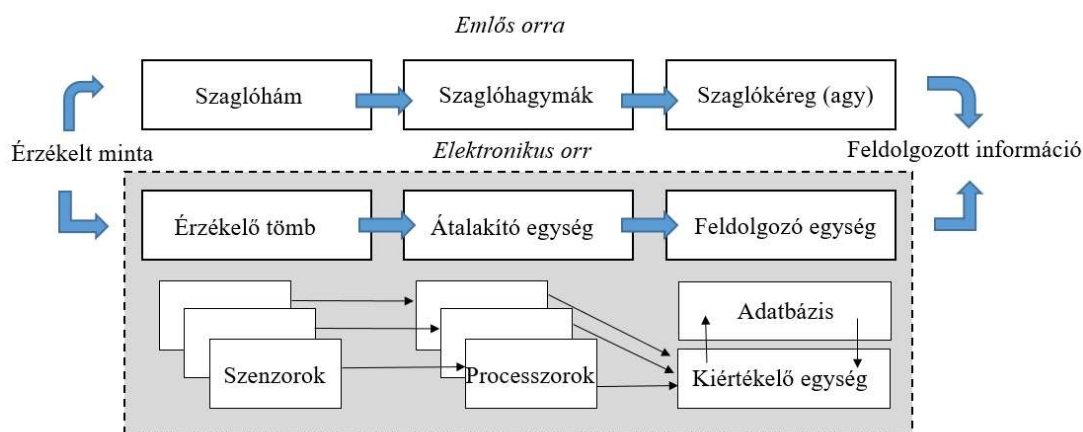 Emlős orra
Szaglóhám
Szaglóhagymák
Szaglókéreg (agy)
Érzékelt minta
Elektronikus orr
Feldolgozott információ
Érzékelő tömb
Átalakító egység
Feldolgozó egység
Adatbázis
Szenzorok
Processzorok
Kiértékelő egység